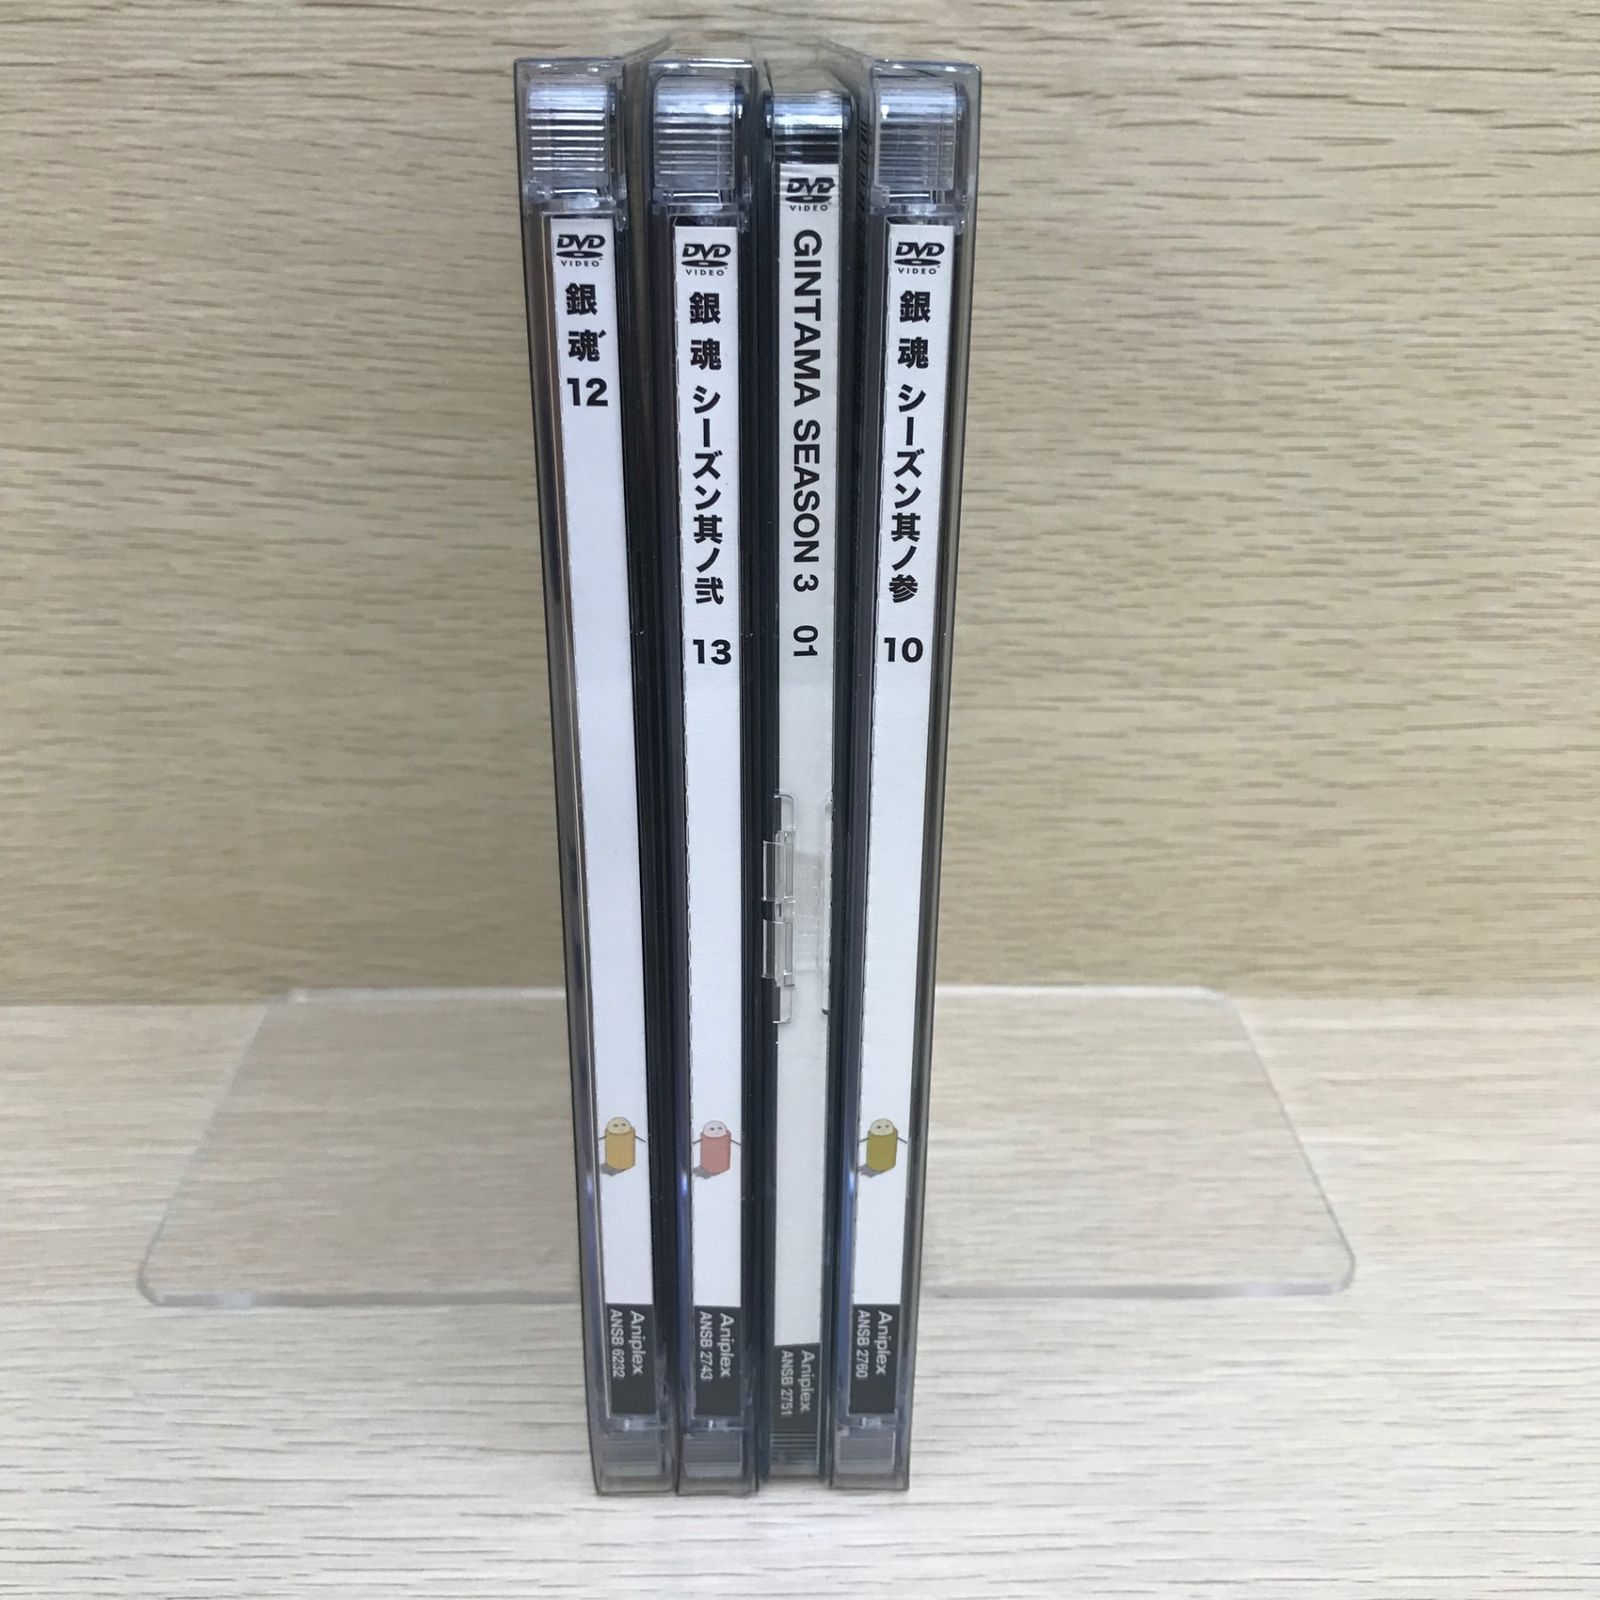 DVD
VIDEO
銀魂
12
Aniplex
ANSB 6232
DVD
VIDEO
銀魂 シーズン其ノ弐
13
Aniplex
ANSB 2743
DVD
VIDEO
GINTAMA SEASON 3 01
Aniplex
ANSB 2751
DVD
VIDEO
銀魂 シーズン其ノ参
10
Aniplex
ANSB 2760